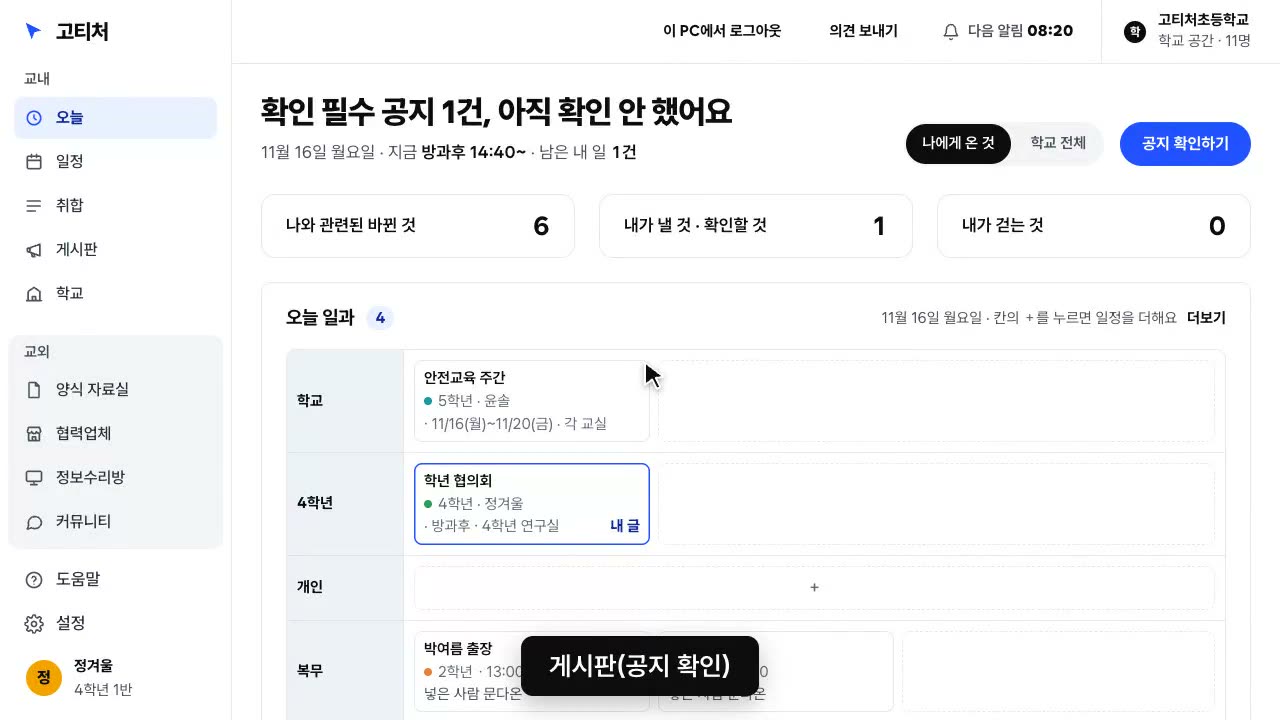 고티처
교내
오늘
일정
취합
게시판
학교
교외
양식 자료실
협력업체
정보수리방
커뮤니티
도움말
설정
정
정겨울
4학년 1반
이 PC에서 로그아웃
의견 보내기
다음 알림 08:20
학
고티처초등학교
학교 공간 · 11명
확인 필수 공지 1건, 아직 확인 안 했어요
11월 16일 월요일 · 지금 방과후 14:40~ · 남은 내 일 1건
나에게 온 것
학교 전체
공지 확인하기
나와 관련된 바뀐 것 6
내가 낼 것 · 확인할 것 1
내가 걷는 것 0
오늘 일과 4
11월 16일 월요일 · 칸의 +를 누르면 일정을 더해요 더보기
학교
안전교육 주간
5학년 · 윤솔
· 11/16(월)~11/20(금) · 각 교실
4학년
학년 협의회
4학년 · 정겨울
· 방과후 · 4학년 연구실
내 글
개인
+
복무
박여름 출장
2학년 · 13:00
넣은 사람 문다온
게시판(공지 확인)